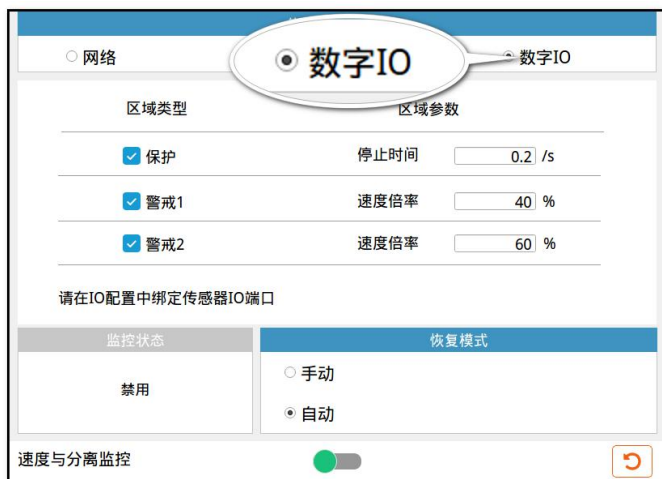 网络
数字IO
数字IO
区域类型 区域参数
保护 停止时间 0.2 /s
警戒1 速度倍率 40 %
警戒2 速度倍率 60 %
请在IO配置中绑定传感器IO端口
监控状态 恢复模式
禁用
手动
自动
速度与分离监控